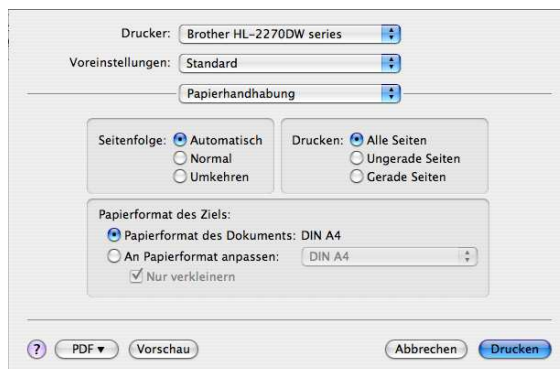 Drucker: Brother HL-2270DW series
Voreinstellungen: Standard
Papierhandhabung
Seitenfolge: Automatisch
Normal
Umkehren
Drucken: Alle Seiten
Ungerade Seiten
Gerade Seiten
Papierformat des Ziels:
Papierformat des Dokuments: DIN A4
An Papierformat anpassen: DIN A4
Nur verkleinern
? PDF Vorschau Abbrechen Drucken